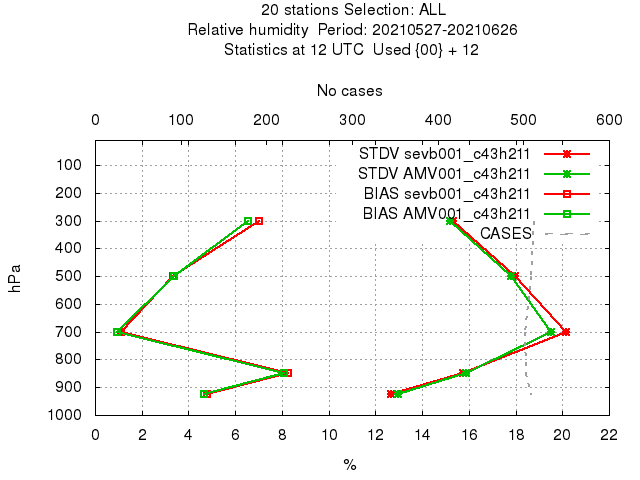 20 stations Selection: ALL
Relative humidity  Period: 20210527-20210626
Statistics at 12 UTC  Used {00} + 12
No cases
0 100 200 300 400 500 600
STDV sevb001_c43h211
STDV AMV001_c43h211
BIAS sevb001_c43h211
BIAS AMV001_c43h211
CASES
hPa
100
200
300
400
500
600
700
800
900
1000
0 2 4 6 8 10 12 14 16 18 20 22
%